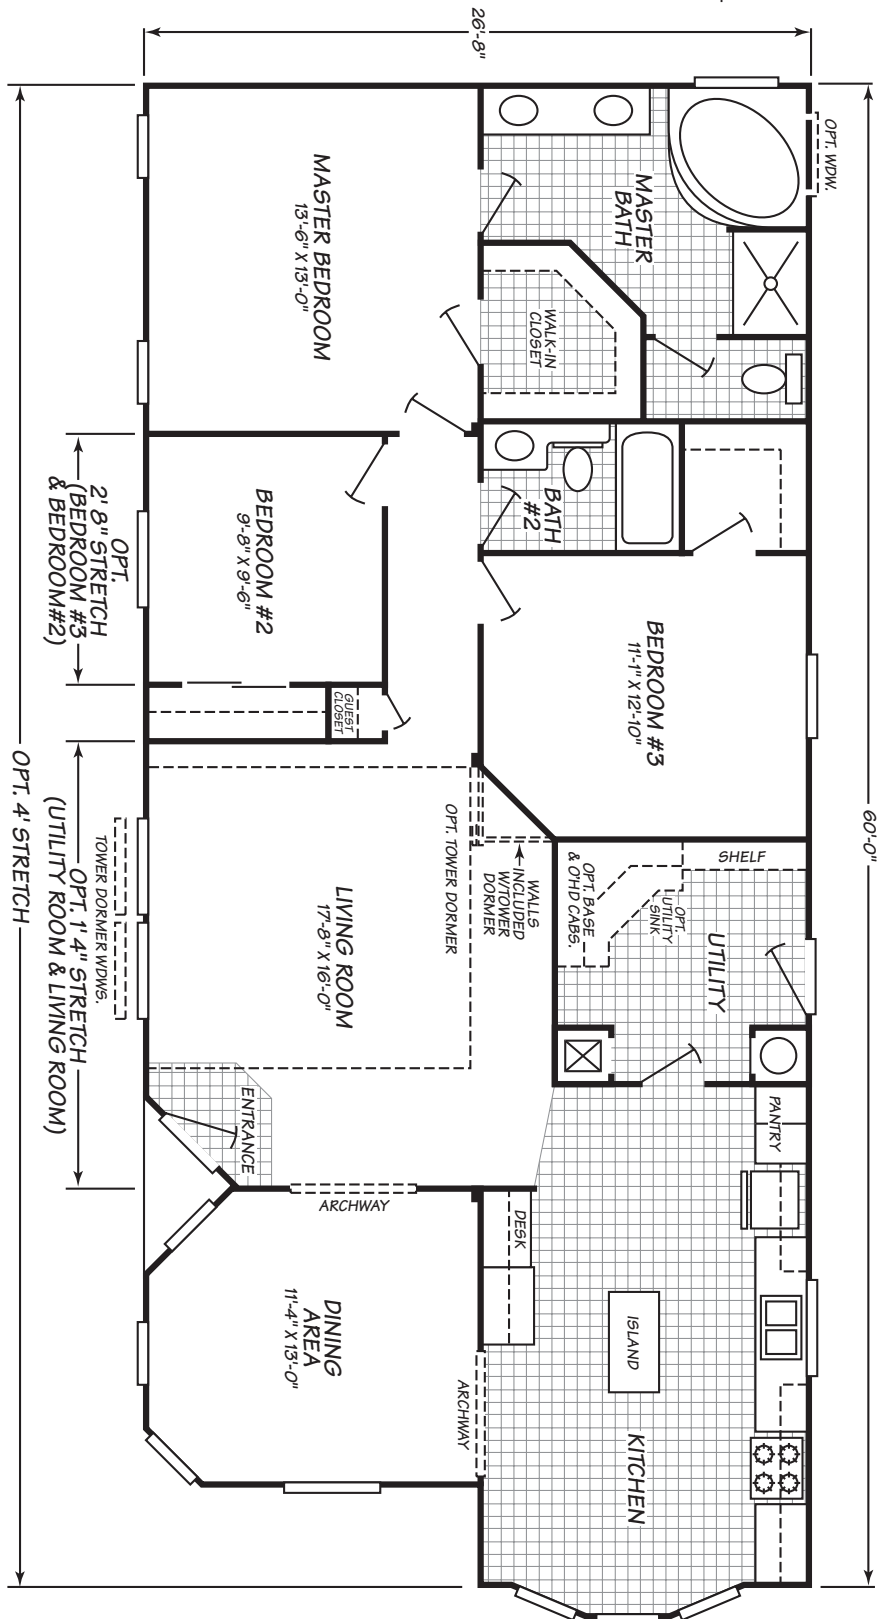 26'-8"
60'-0"
OPT. WDW.
MASTER
BATH
MASTER BEDROOM
13'-6" X 13'-0"
WALK-IN
CLOSET
BATH
#2
BEDROOM #2
9'-8" X 9'-6"
GUEST
CLOSET
BEDROOM #3
11'-1" X 12'-10"
OPT.
2' 8" STRETCH
(BEDROOM #3
& BEDROOM#2)
SHELF
UTILITY
OPT.
UTILITY
SINK
OPT. BASE
& O'HD CABS.
WALLS
INCLUDED
W/TOWER
DORMER
OPT. TOWER DORMER
LIVING ROOM
17'-8" X 16'-0"
TOWER DORMER WDWS.
OPT. 1' 4" STRETCH
(UTILITY ROOM & LIVING ROOM)
OPT. 4' STRETCH
ENTRANCE
PANTRY
ARCHWAY
DESK
ISLAND
DINING
AREA
11'-4" X 13'-0"
ARCHWAY
KITCHEN